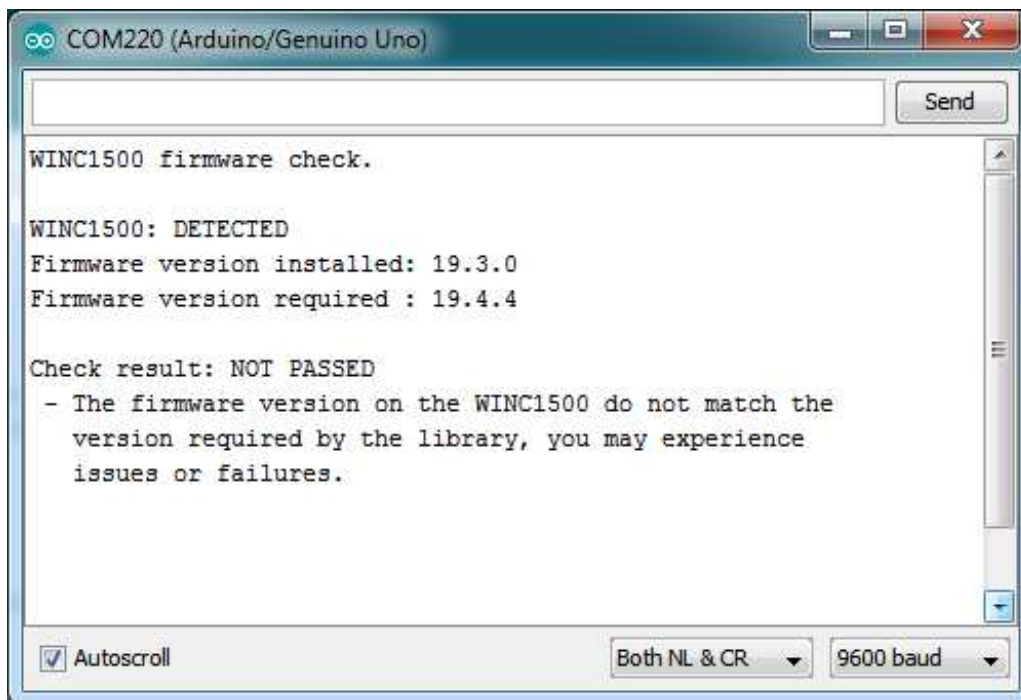 COM220 (Arduino/Genuino Uno)
Send
WINC1500 firmware check.
WINC1500: DETECTED
Firmware version installed: 19.3.0
Firmware version required : 19.4.4
Check result: NOT PASSED
- The firmware version on the WINC1500 do not match the
version required by the library, you may experience
issues or failures.
Autoscroll
Both NL & CR
9600 baud